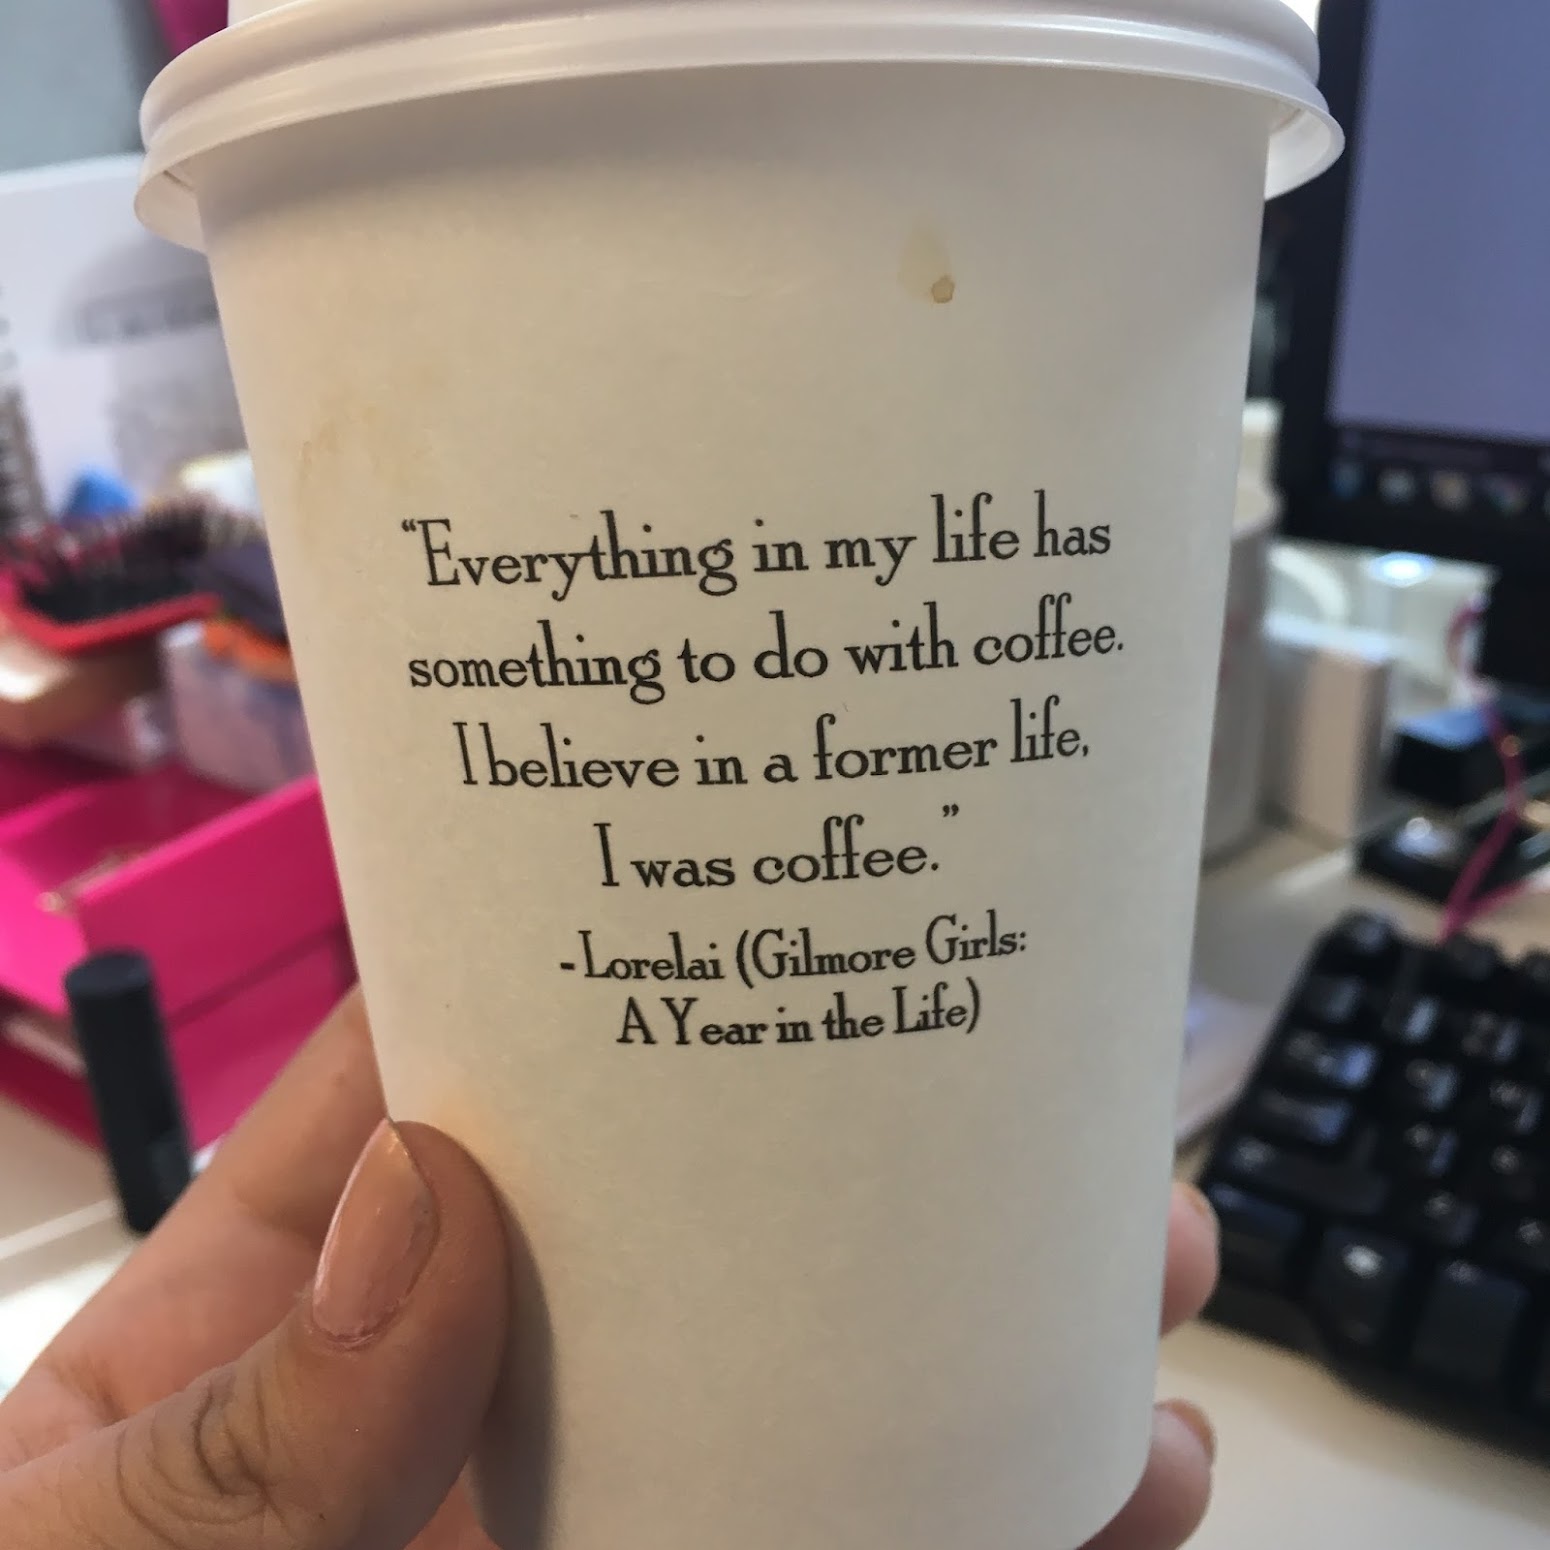 “Everything in my life has
something to do with coffee.
I believe in a former life,
I was coffee.”
-Lorelai (Gilmore Girls:
A Year in the Life)